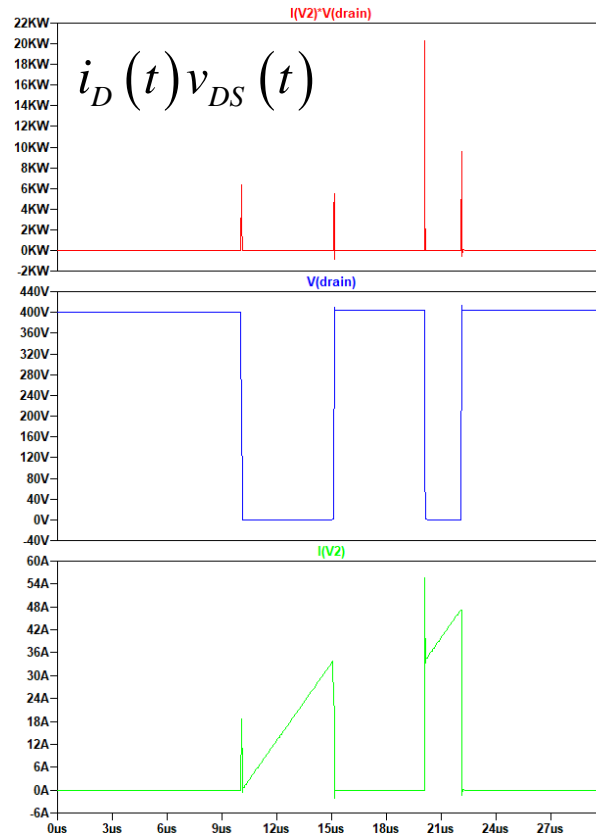 I(V2)*V(drain)
22KW
20KW
18KW
16KW
14KW
12KW
10KW
8KW
6KW
4KW
2KW
0KW
-2KW
i_D (t) v_DS (t)
V(drain)
440V
400V
360V
320V
280V
240V
200V
160V
120V
80V
40V
0V
-40V
I(V2)
60A
54A
48A
42A
36A
30A
24A
18A
12A
6A
0A
-6A
0us 3us 6us 9us 12us 15us 18us 21us 24us 27us